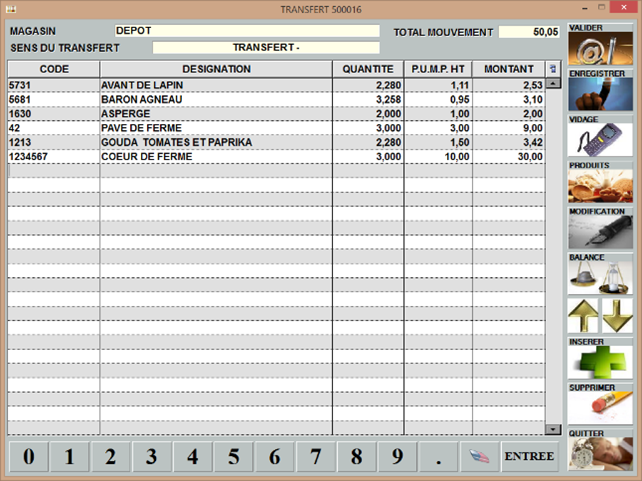 TRANSFERT 500016
MAGASIN DEPOT TOTAL MOUVEMENT 50,05
SENS DU TRANSFERT TRANSFERT -
CODE DESIGNATION QUANTITE P.U.M.P. HT MONTANT
5731 AVANT DE LAPIN 2,280 1,11 2,53
5681 BARON AGNEAU 3,258 0,95 3,10
1630 ASPERGE 2,000 1,00 2,00
42 PAVE DE FERME 3,000 3,00 9,00
1213 GOUDA TOMATES ET PAPRIKA 2,280 1,50 3,42
1234567 COEUR DE FERME 3,000 10,00 30,00
VALIDER
ENREGISTRER
VIDAGE
PRODUITS
MODIFICATION
BALANCE
INSERER
SUPPRIMER
QUITTER
0 1 2 3 4 5 6 7 8 9 . ENTREE